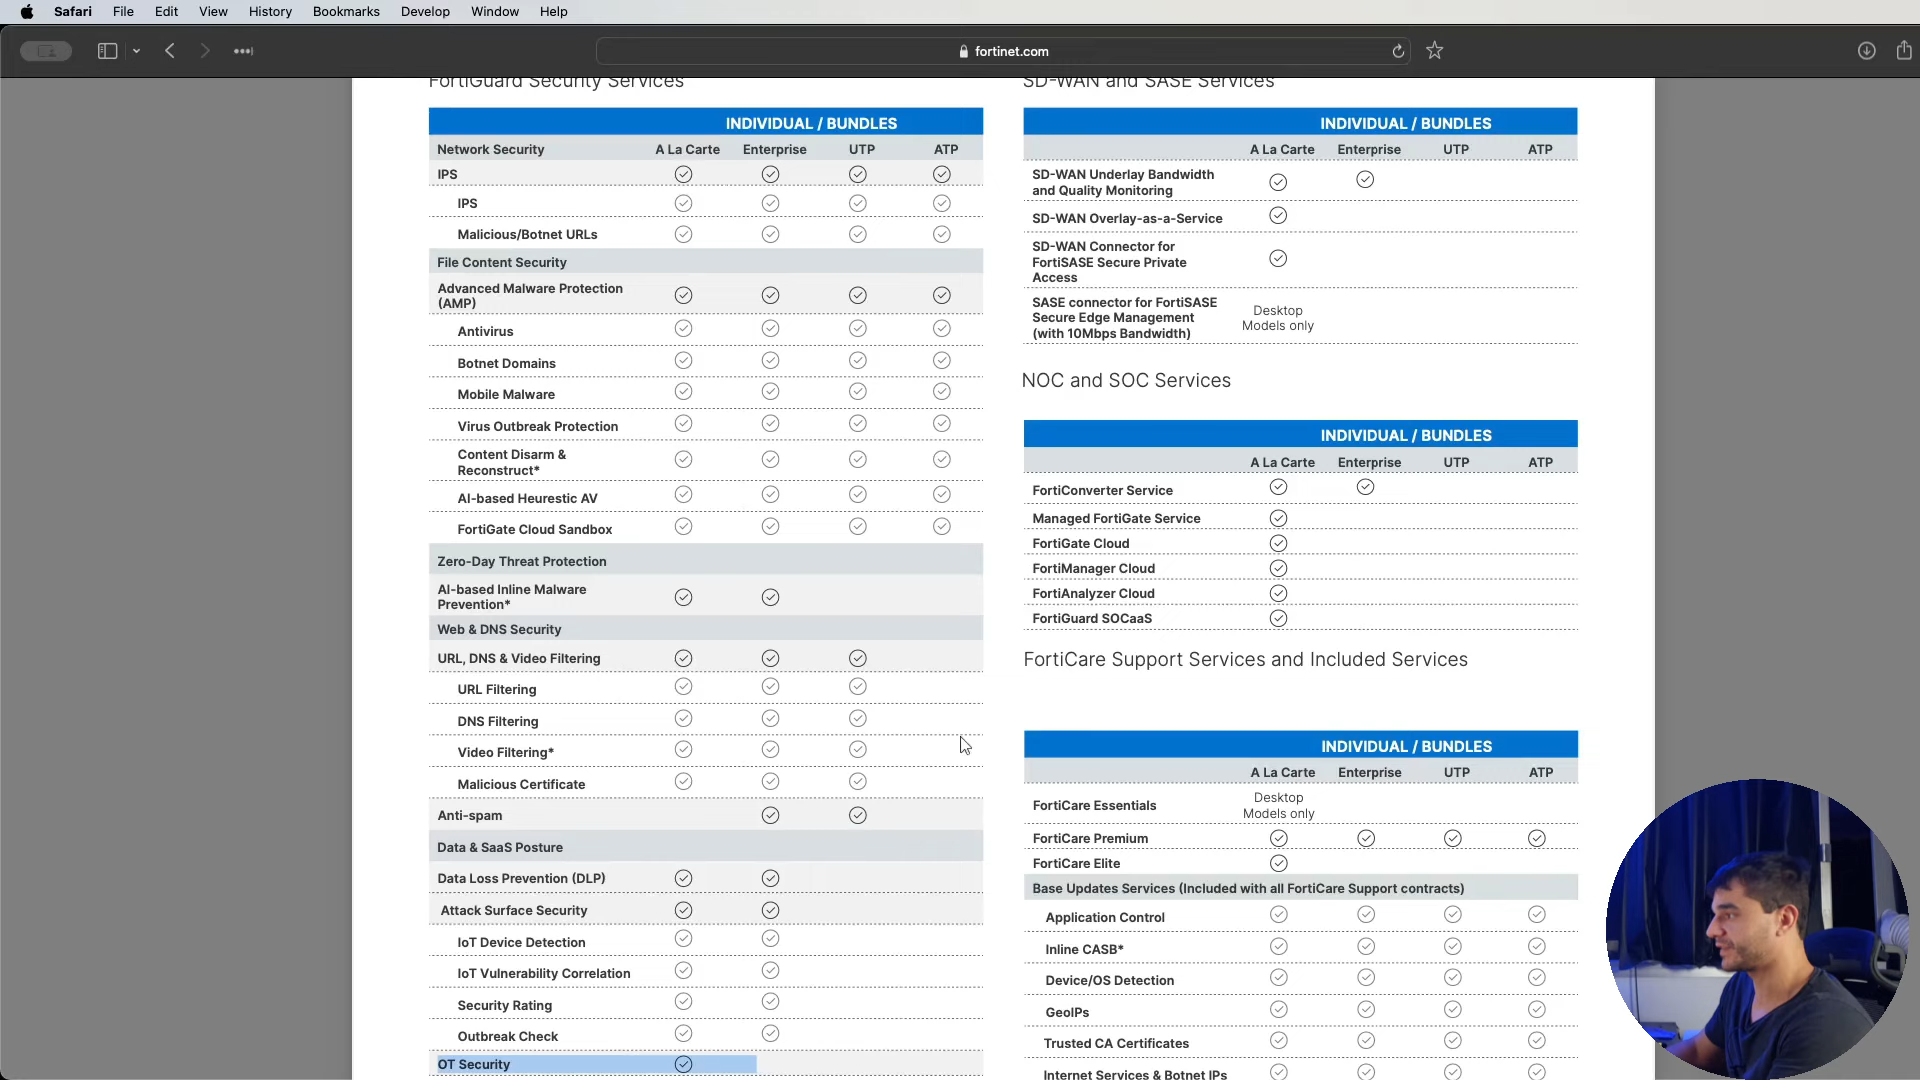 Safari File Edit View History Bookmarks Develop Window Help
fortinet.com
FortiGuard Security Services
INDIVIDUAL / BUNDLES
Network Security A La Carte Enterprise UTP ATP
IPS
IPS
Malicious/Botnet URLs
File Content Security
Advanced Malware Protection
(AMP)
Antivirus
Botnet Domains
Mobile Malware
Virus Outbreak Protection
Content Disarm &
Reconstruct*
AI-based Heurestic AV
FortiGate Cloud Sandbox
Zero-Day Threat Protection
AI-based Inline Malware
Prevention*
Web & DNS Security
URL, DNS & Video Filtering
URL Filtering
DNS Filtering
Video Filtering*
Malicious Certificate
Anti-spam
Data & SaaS Posture
Data Loss Prevention (DLP)
Attack Surface Security
IoT Device Detection
IoT Vulnerability Correlation
Security Rating
Outbreak Check
OT Security
SD-WAN and SASE Services
INDIVIDUAL / BUNDLES
A La Carte Enterprise UTP ATP
SD-WAN Underlay Bandwidth
and Quality Monitoring
SD-WAN Overlay-as-a-Service
SD-WAN Connector for
FortiSASE Secure Private
Access
SASE connector for FortiSASE
Secure Edge Management
(with 10Mbps Bandwidth)
Desktop
Models only
NOC and SOC Services
INDIVIDUAL / BUNDLES
A La Carte Enterprise UTP ATP
FortiConverter Service
Managed FortiGate Service
FortiGate Cloud
FortiManager Cloud
FortiAnalyzer Cloud
FortiGuard SOCaaS
FortiCare Support Services and Included Services
INDIVIDUAL / BUNDLES
A La Carte Enterprise UTP ATP
FortiCare Essentials
Desktop
Models only
FortiCare Premium
FortiCare Elite
Base Updates Services (Included with all FortiCare Support contracts)
Application Control
Inline CASB*
Device/OS Detection
GeoIPs
Trusted CA Certificates
Internet Services & Botnet IPs